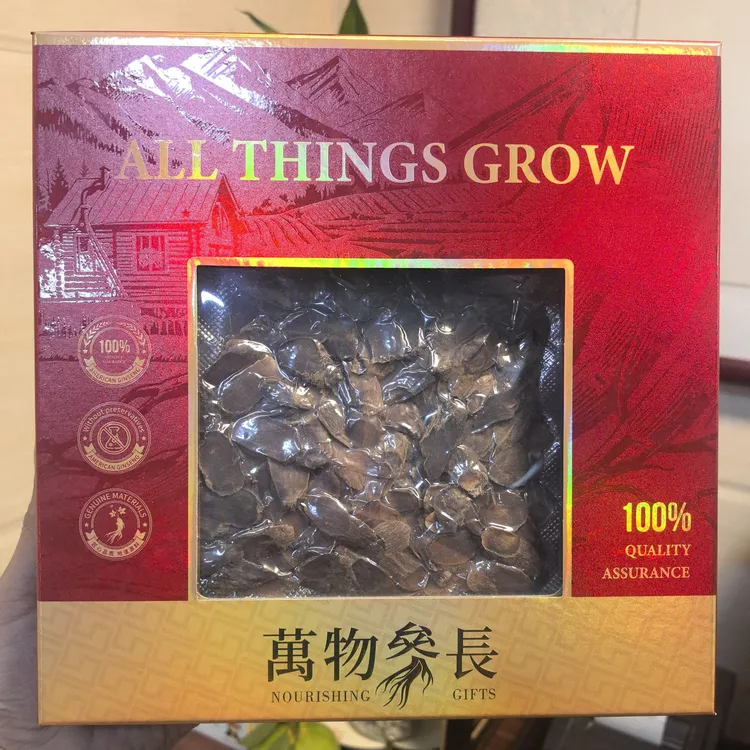 ALL THINGS GROW
100%
AMERICAN GINSENG
Without preservatives
AMERICAN GINSENG
GENUINE MATERIALS
100%
QUALITY
ASSURANCE
萬物參長
NOURISHING GIFTS